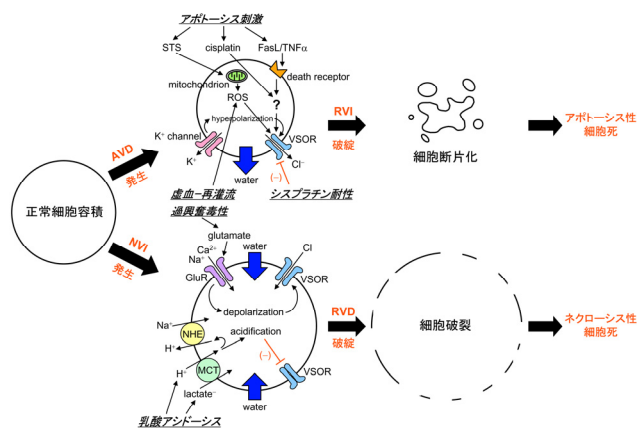 アポトーシス刺激
STS
cisplatin
FasL/TNFα
mitochondrion
death receptor
ROS
?
hyperpolarization
K⁺ channel
VSOR
K⁺
Cl⁻
water
(−)
虚血−再灌流
過興奮毒性
シスプラチン耐性
RVI
破綻
細胞断片化
アポトーシス性
細胞死
AVD
発生
正常細胞容積
NVI
発生
glutamate
Ca²⁺
Na⁺
GluR
water
Cl
VSOR
depolarization
Na⁺
NHE
H⁺
acidification
(−)
H⁺
MCT
lactate⁻
VSOR
water
乳酸アシドーシス
RVD
破綻
細胞破裂
ネクローシス性
細胞死